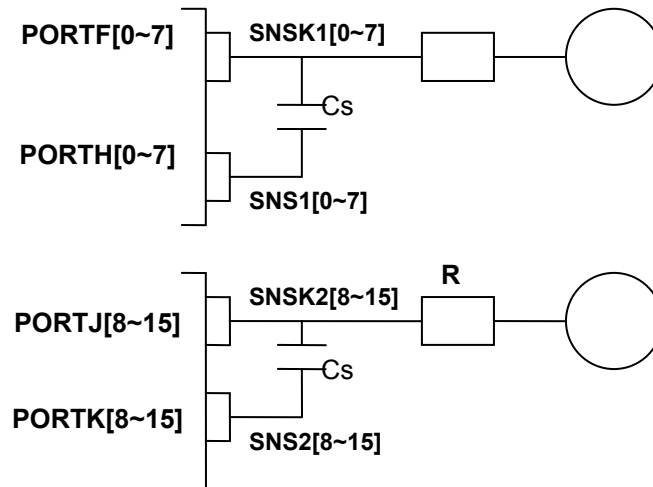 PORTF[0~7]
SNSK1[0~7]
Cs
PORTH[0~7]
SNS1[0~7]
SNSK2[8~15]
R
PORTJ[8~15]
Cs
PORTK[8~15]
SNS2[8~15]